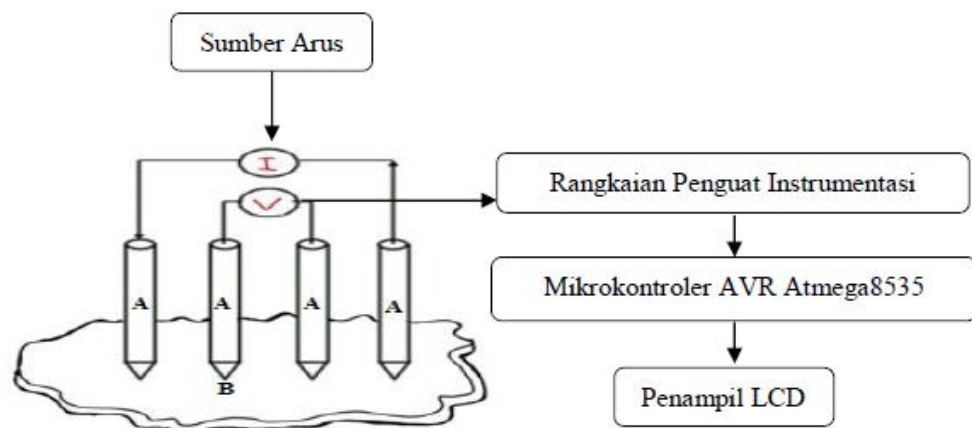 Sumber Arus
I
V
Rangkaian Penguat Instrumentasi
Mikrokontroler AVR Atmega8535
Penampil LCD
A
A
A
A
B